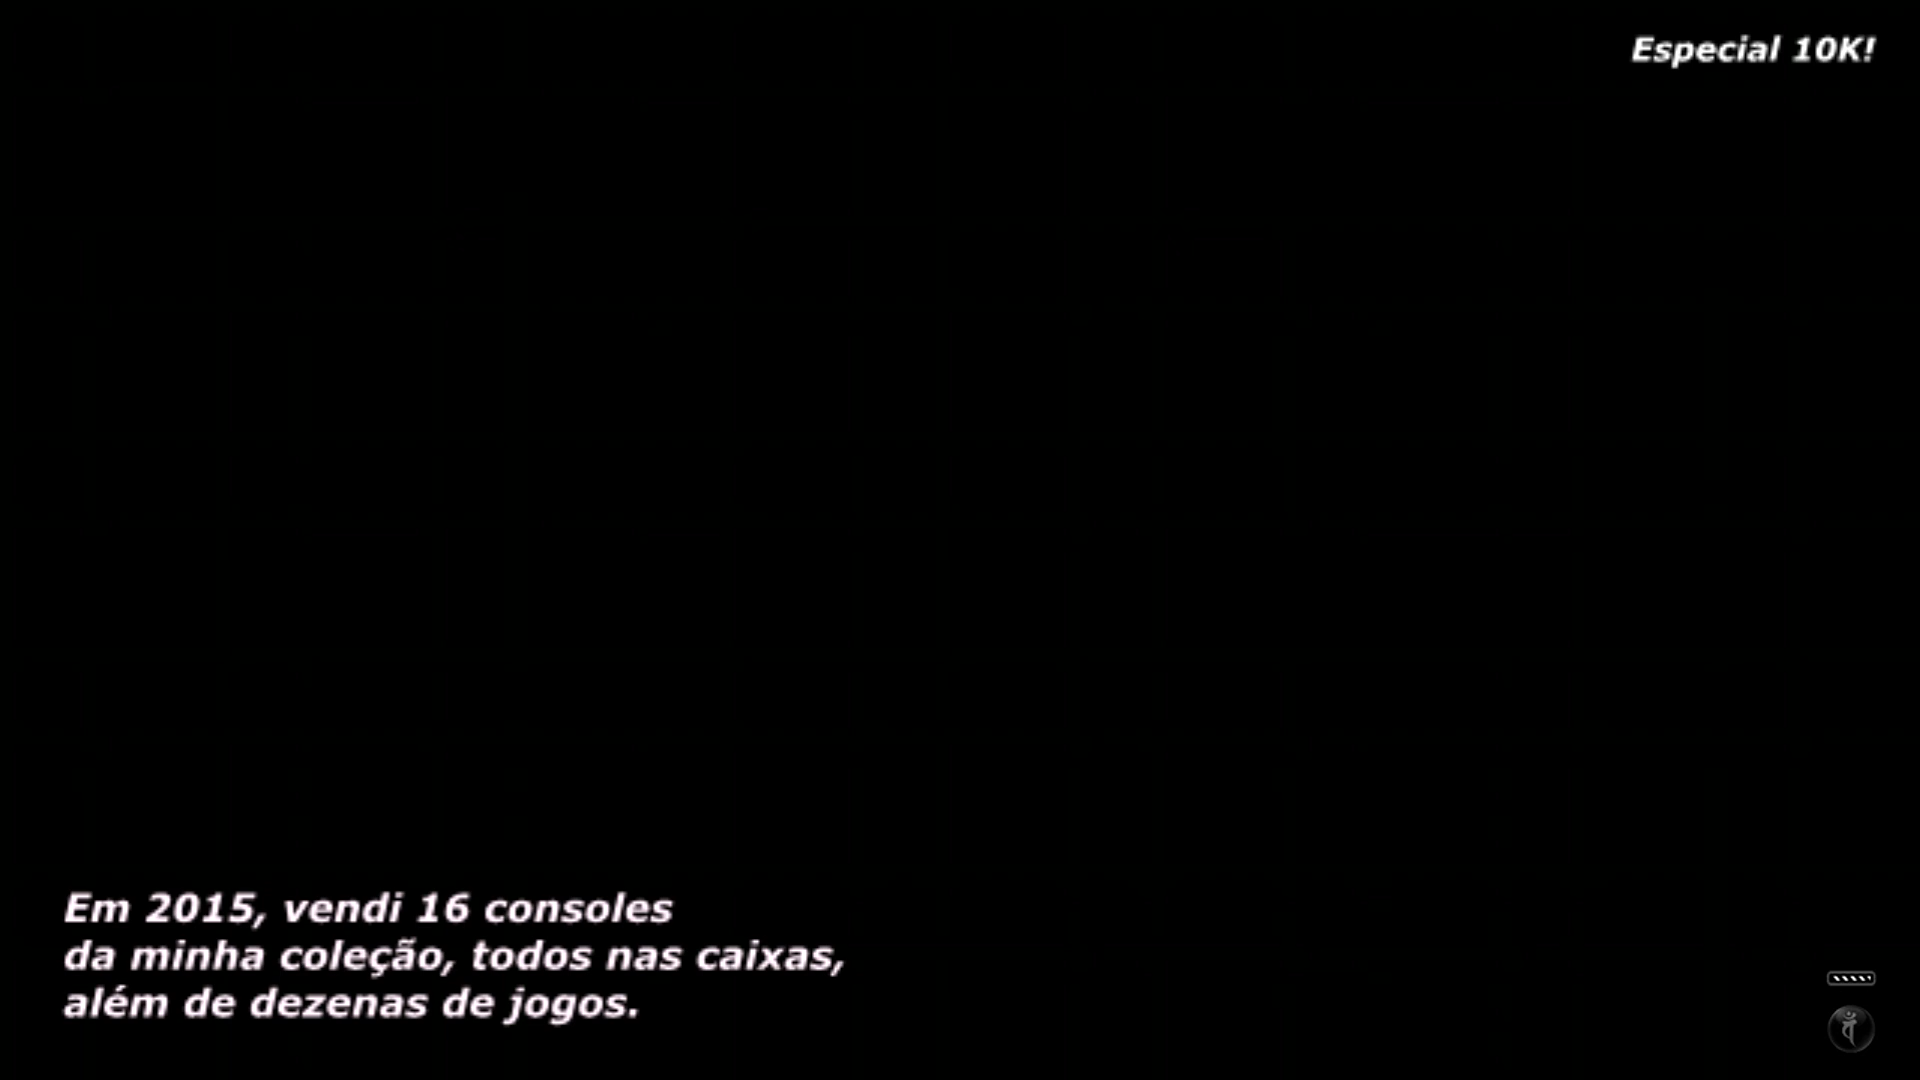 Especial 10K!
Em 2015, vendi 16 consoles
da minha coleção, todos nas caixas,
além de dezenas de jogos.